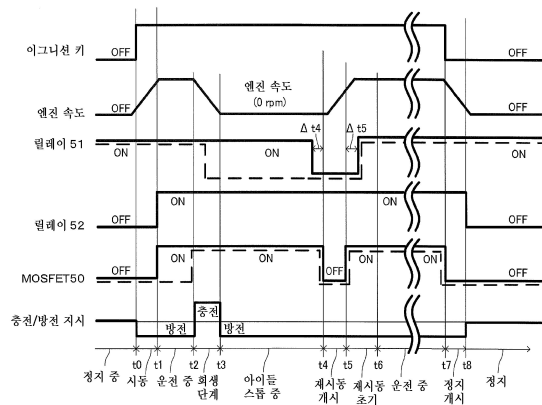 이그니션 키
OFF
OFF
엔진 속도
OFF
엔진 속도
(0 rpm)
OFF
Δ t4
Δ t5
릴레이 51
ON
ON
ON
ON
릴레이 52
OFF
ON
ON
OFF
MOSFET50
OFF
ON
ON
OFF
ON
ON
OFF
충전/방전 지시
방전
충전
방전
t0
t1
t2
t3
t4
t5
t6
t7
t8
정지 중
시동
운전 중
회생
단계
아이들
스톱 중
재시동
개시
재시동
초기
운전 중
정지
개시
정지